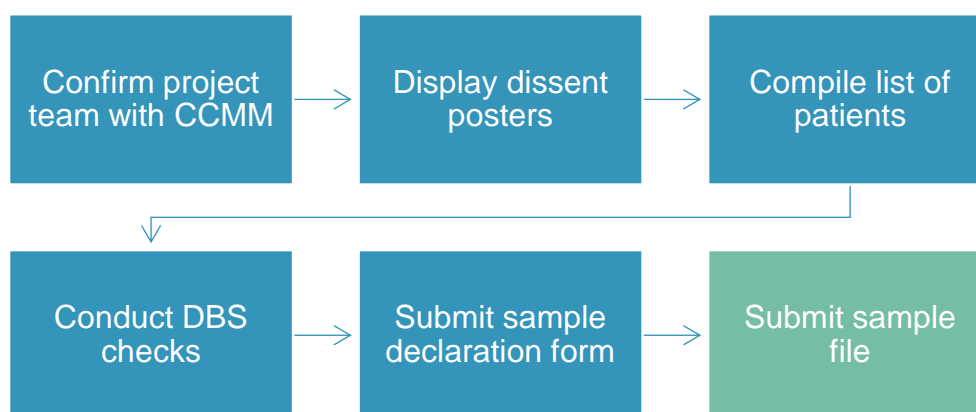 Confirm project
team with CCMM
Display dissent
posters
Compile list of
patients
Conduct DBS
checks
Submit sample
declaration form
Submit sample
file